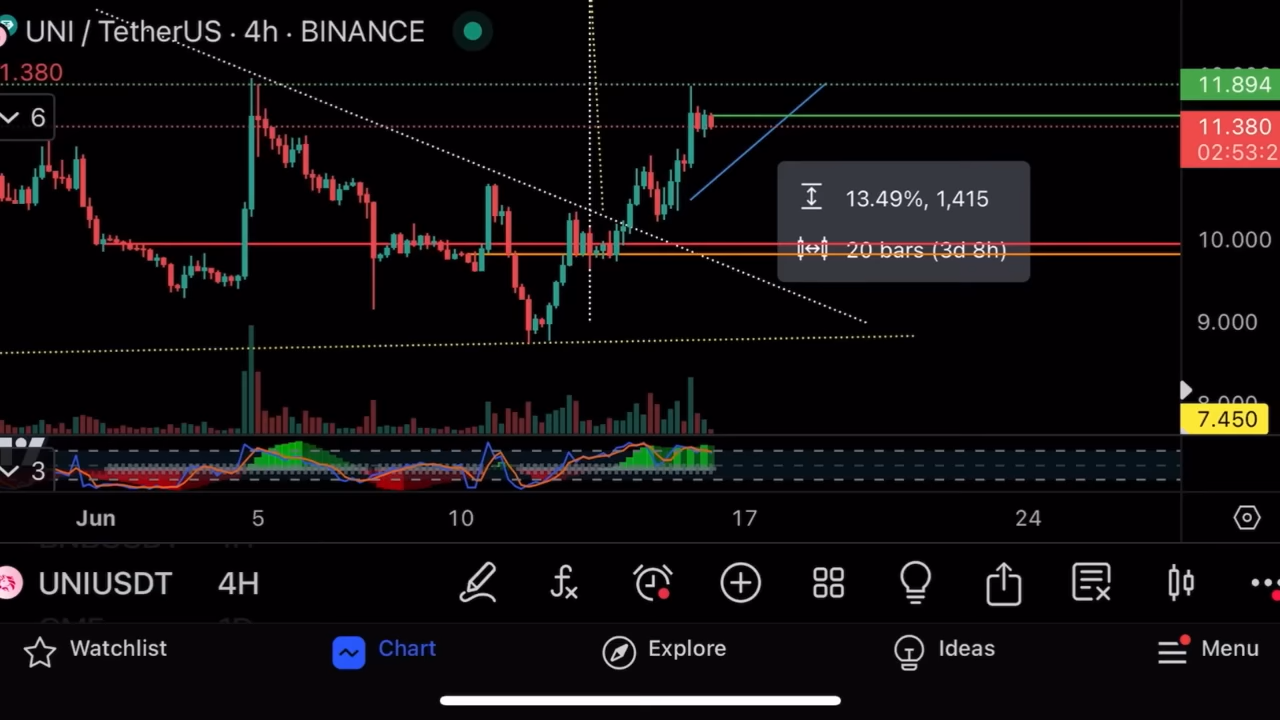 UNI / TetherUS · 4h · BINANCE
11.894
1.380
11.380
02:53:2
6
13.49%, 1,415
20 bars (3d 8h)
10.000
9.000
8.000
7.450
3
Jun 5 10 17 24
UNIUSDT 4H
Watchlist Chart Explore Ideas Menu